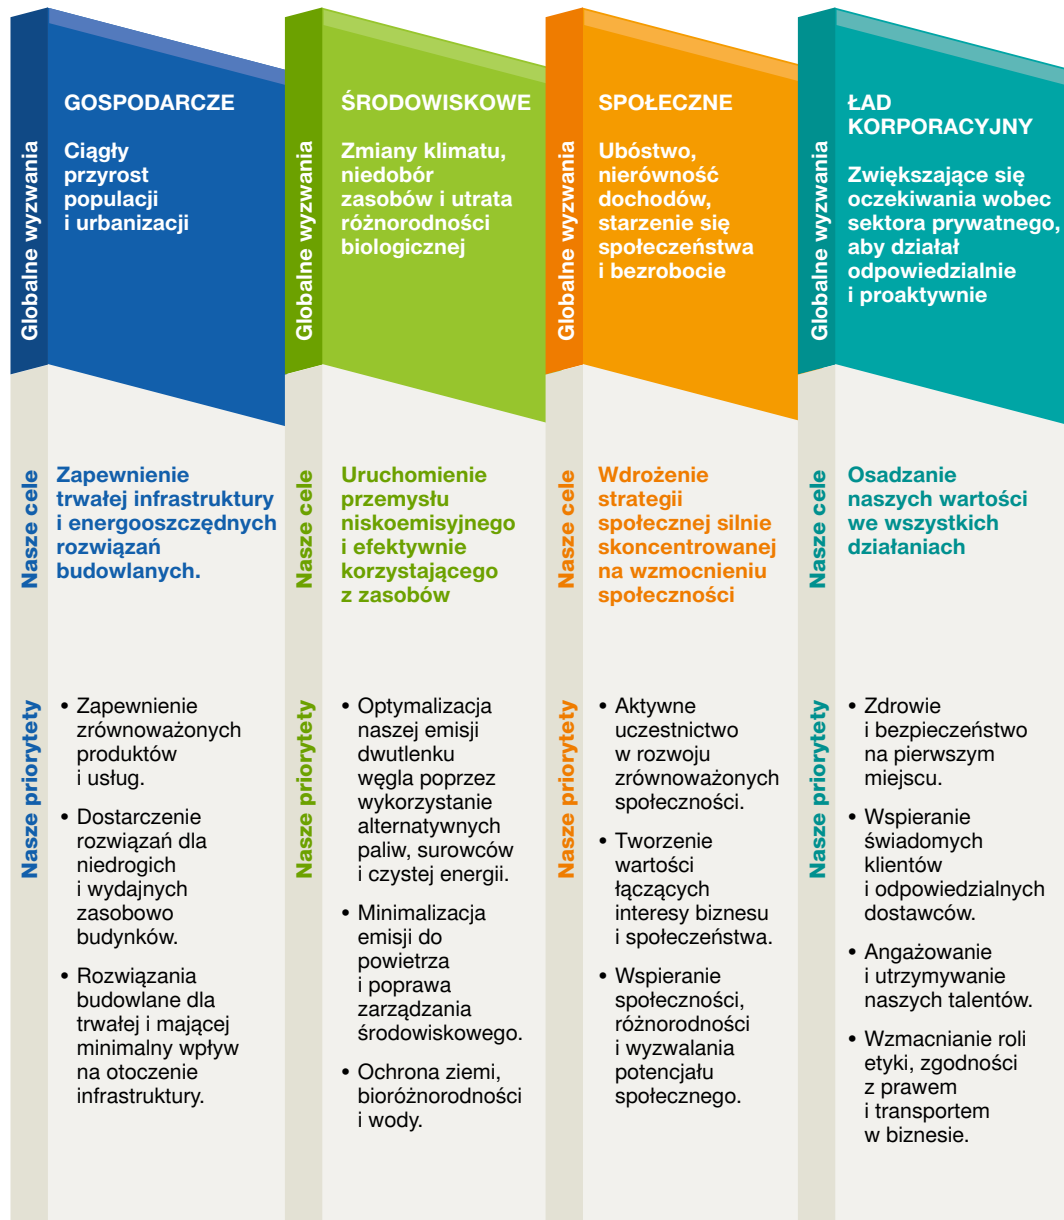 Globalne wyzwania
GOSPODARCZE
Ciągły
przyrost
populacji
i urbanizacji
Nasze cele
Zapewnienie
trwałej infrastruktury
i energooszczędnych
rozwiązań
budowlanych.
Nasze priorytety
• Zapewnienie
zrównoważonych
produktów
i usług.
• Dostarczenie
rozwiązań dla
niedrogich
i wydajnych
zasobowo
budynków.
• Rozwiązania
budowlane dla
trwałej i mającej
minimalny wpływ
na otoczenie
infrastruktury.
Globalne wyzwania
ŚRODOWISKOWE
Zmiany klimatu,
niedobór
zasobów i utrata
różnorodności
biologicznej
Nasze cele
Uruchomienie
przemysłu
niskoemisyjnego
i efektywnie
korzystającego
z zasobów
Nasze priorytety
• Optymalizacja
naszej emisji
dwutlenku
węgla poprzez
wykorzystanie
alternatywnych
paliw, surowców
i czystej energii.
• Minimalizacja
emisji do
powietrza
i poprawa
zarządzania
środowiskowego.
• Ochrona ziemi,
bioróżnorodności
i wody.
Globalne wyzwania
SPOŁECZNE
Ubóstwo,
nierówność
dochodów,
starzenie się
społeczeństwa
i bezrobocie
Nasze cele
Wdrożenie
strategii
społecznej silnie
skoncentrowanej
na wzmocnieniu
społeczności
Nasze priorytety
• Aktywne
uczestnictwo
w rozwoju
zrównoważonych
społeczności.
• Tworzenie
wartości
łączących
interesy biznesu
i społeczeństwa.
• Wspieranie
społeczności,
różnorodności
i wyzwalania
potencjału
społecznego.
Globalne wyzwania
ŁAD
KORPORACYJNY
Zwiększające się
oczekiwania wobec
sektora prywatnego,
aby działał
odpowiedzialnie
i proaktywnie
Nasze cele
Osadzanie
naszych wartości
we wszystkich
działaniach
Nasze priorytety
• Zdrowie
i bezpieczeństwo
na pierwszym
miejscu.
• Wspieranie
świadomych
klientów
i odpowiedzialnych
dostawców.
• Angażowanie
i utrzymywanie
naszych talentów.
• Wzmacnianie roli
etyki, zgodności
z prawem
i transportem
w biznesie.